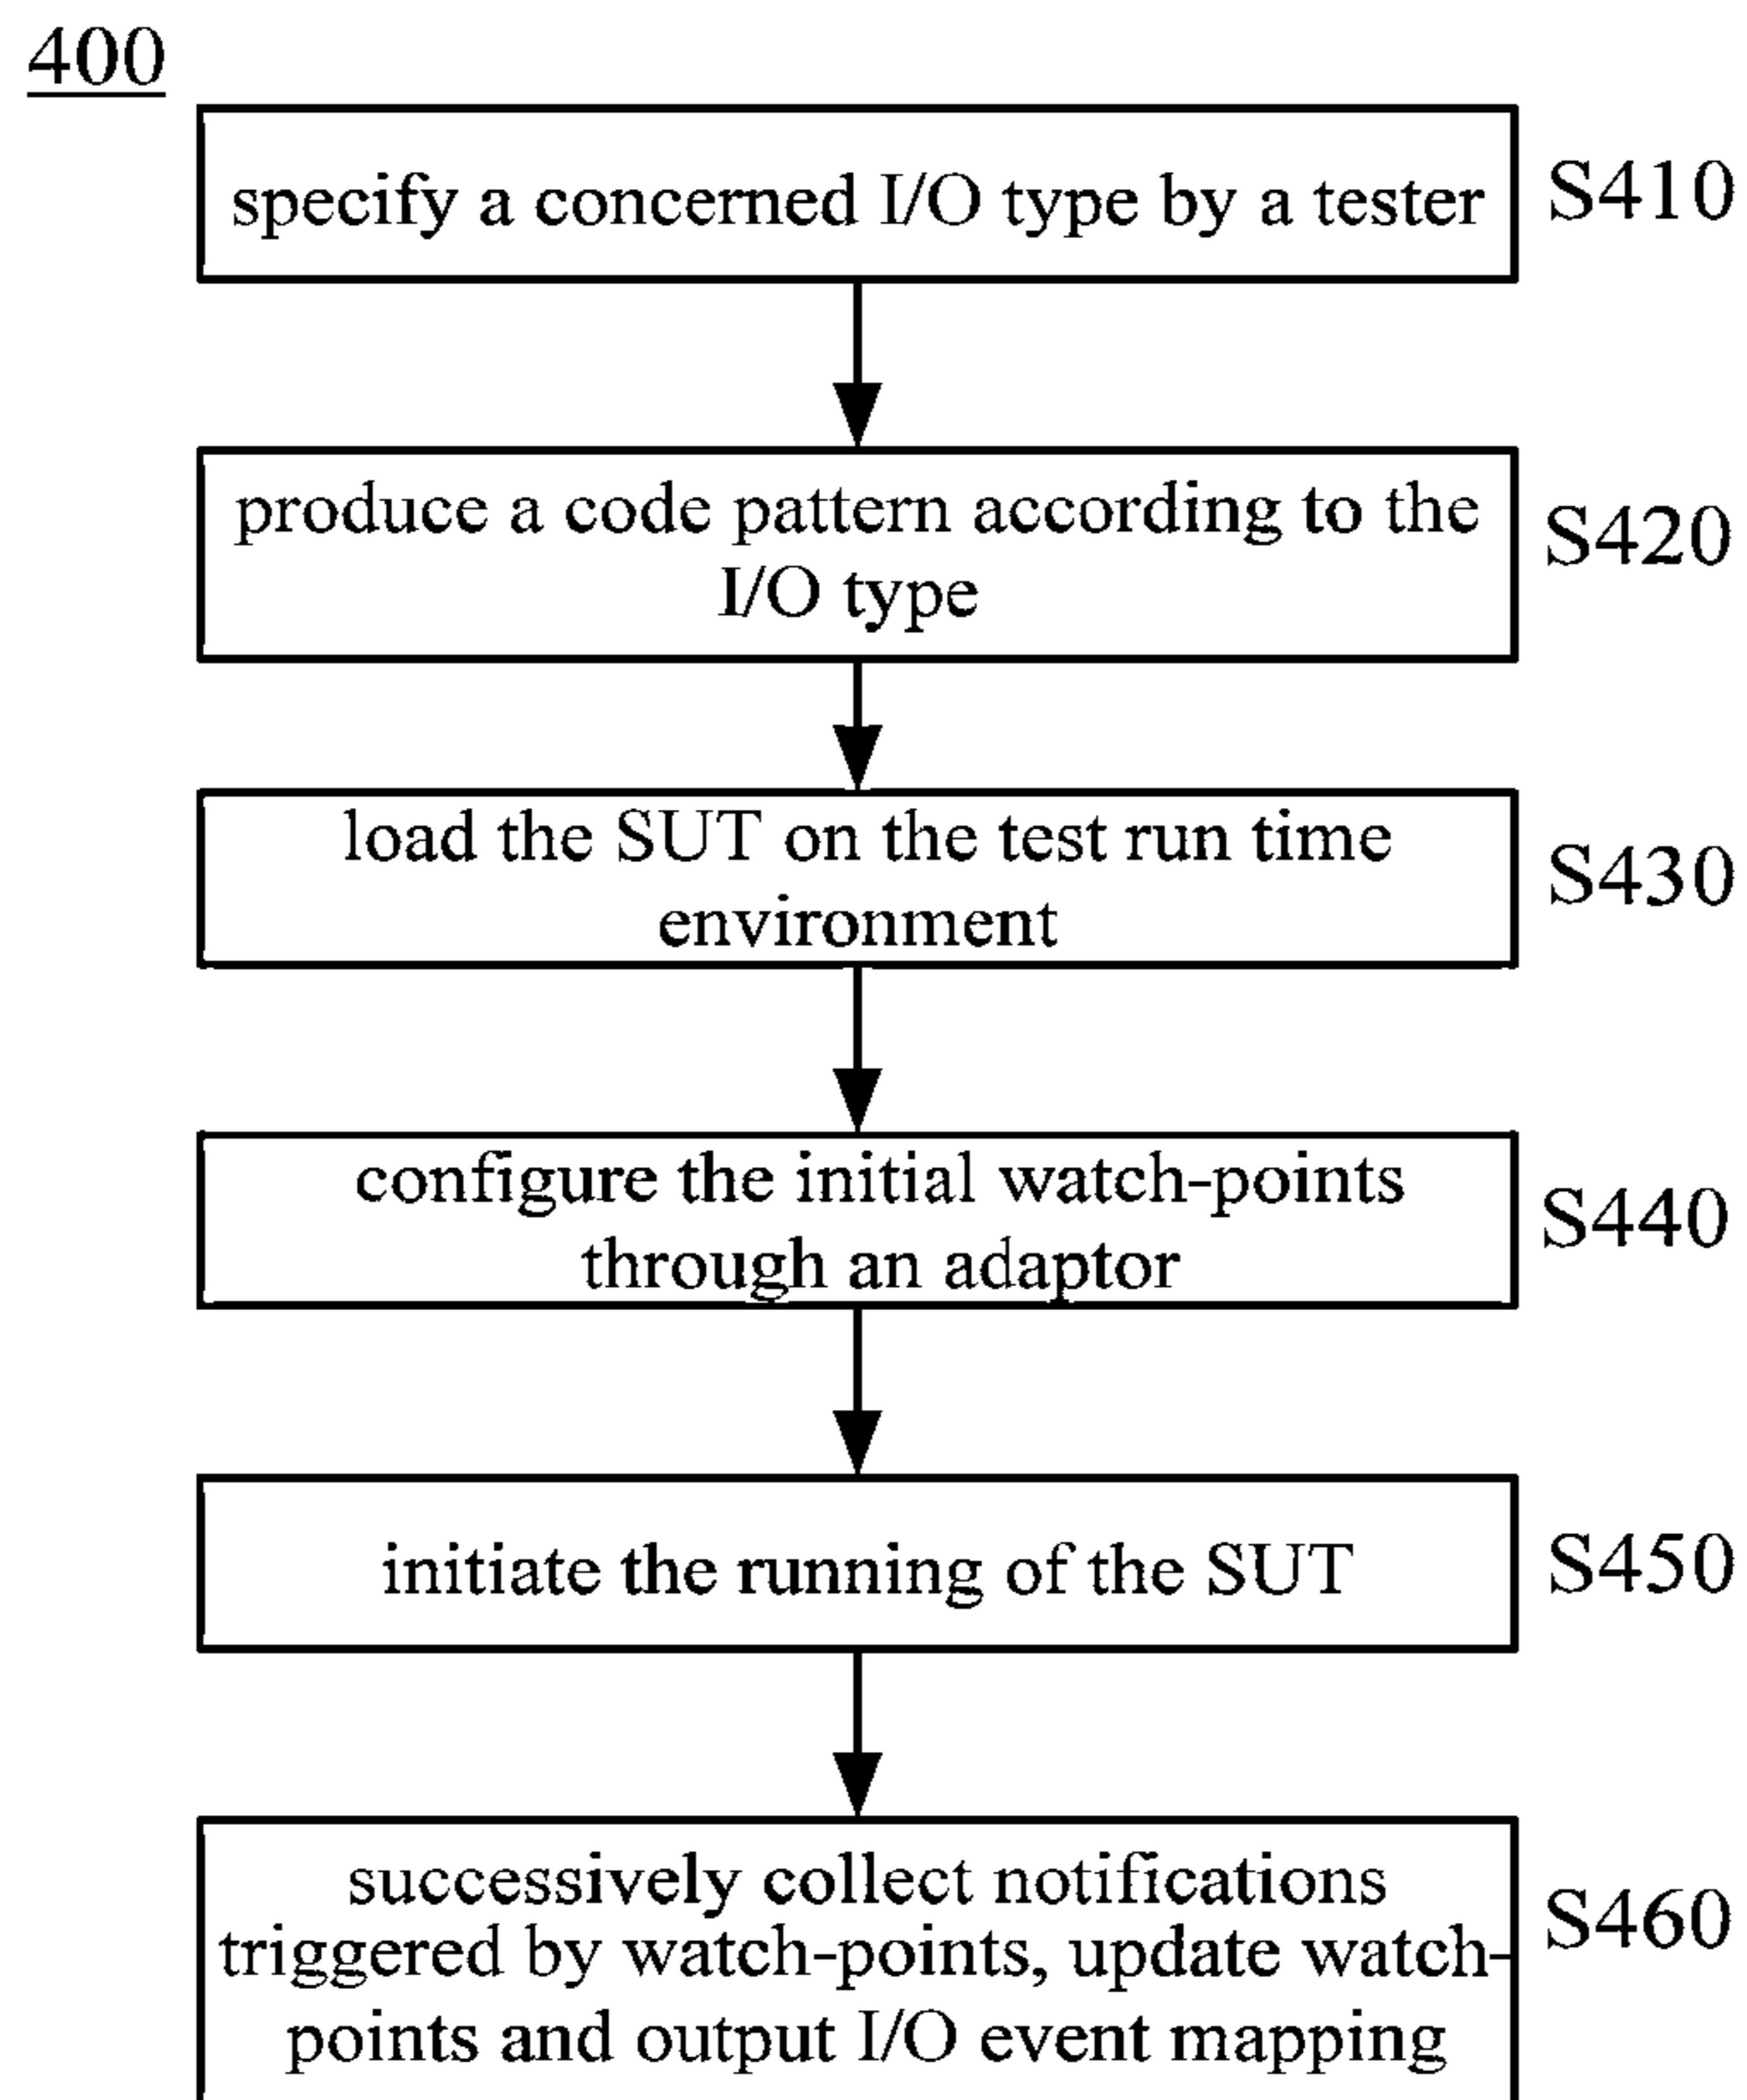 400
specify a concerned I/O type by a tester
S410
produce a code pattern according to the
I/O type
S420
load the SUT on the test run time
environment
S430
configure the initial watch-points
through an adaptor
S440
initiate the running of the SUT
S450
successively collect notifications
triggered by watch-points, update watch-
points and output I/O event mapping
S460